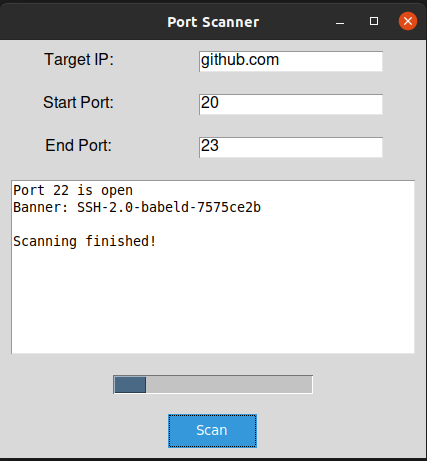 Port Scanner
Target IP: github.com
Start Port: 20
End Port: 23
Port 22 is open
Banner: SSH-2.0-babeld-7575ce2b
Scanning finished!
Scan